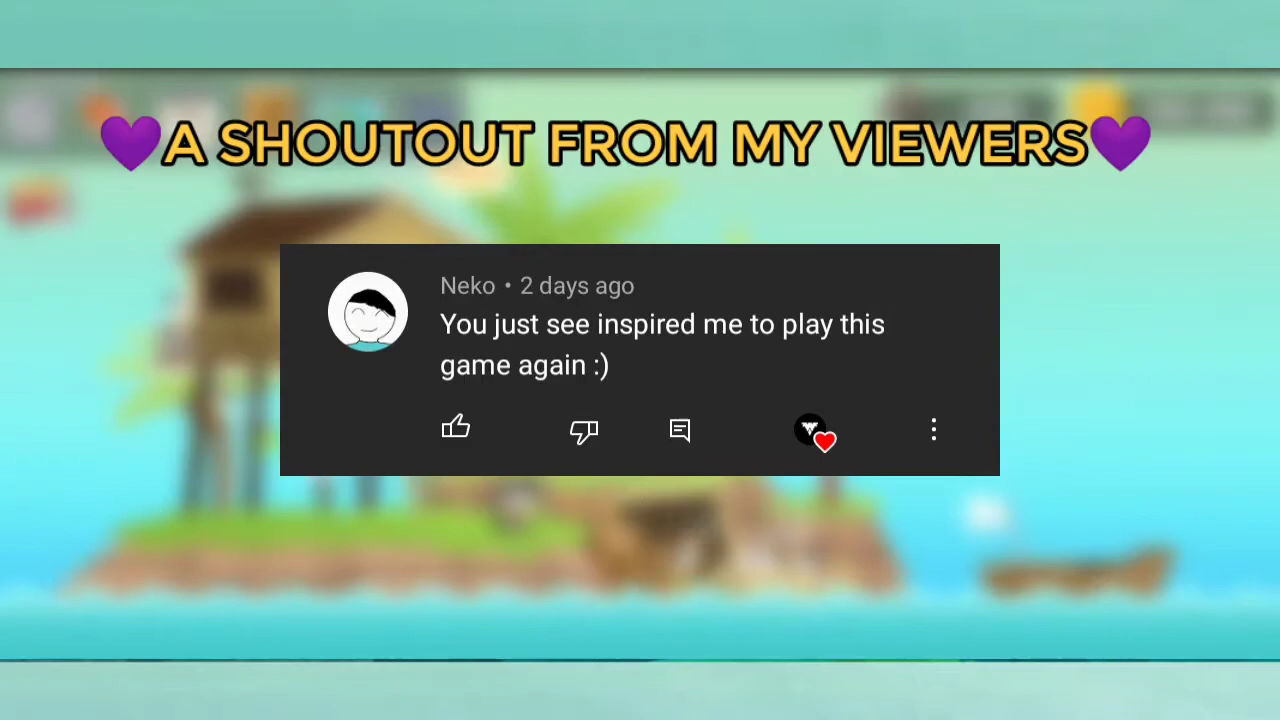 💜A SHOUTOUT FROM MY VIEWERS💜
Neko • 2 days ago
You just see inspired me to play this
game again :)